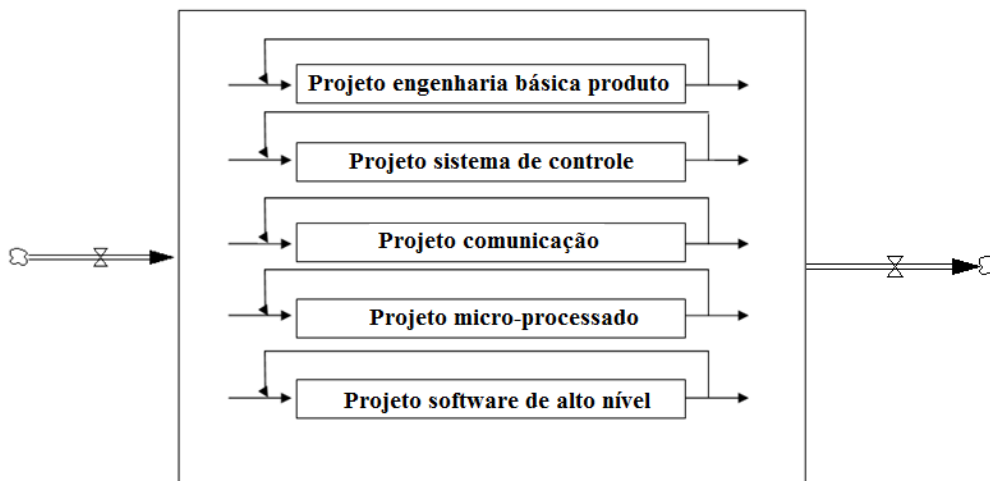 Projeto engenharia básica produto
Projeto sistema de controle
Projeto comunicação
Projeto micro-processado
Projeto software de alto nível